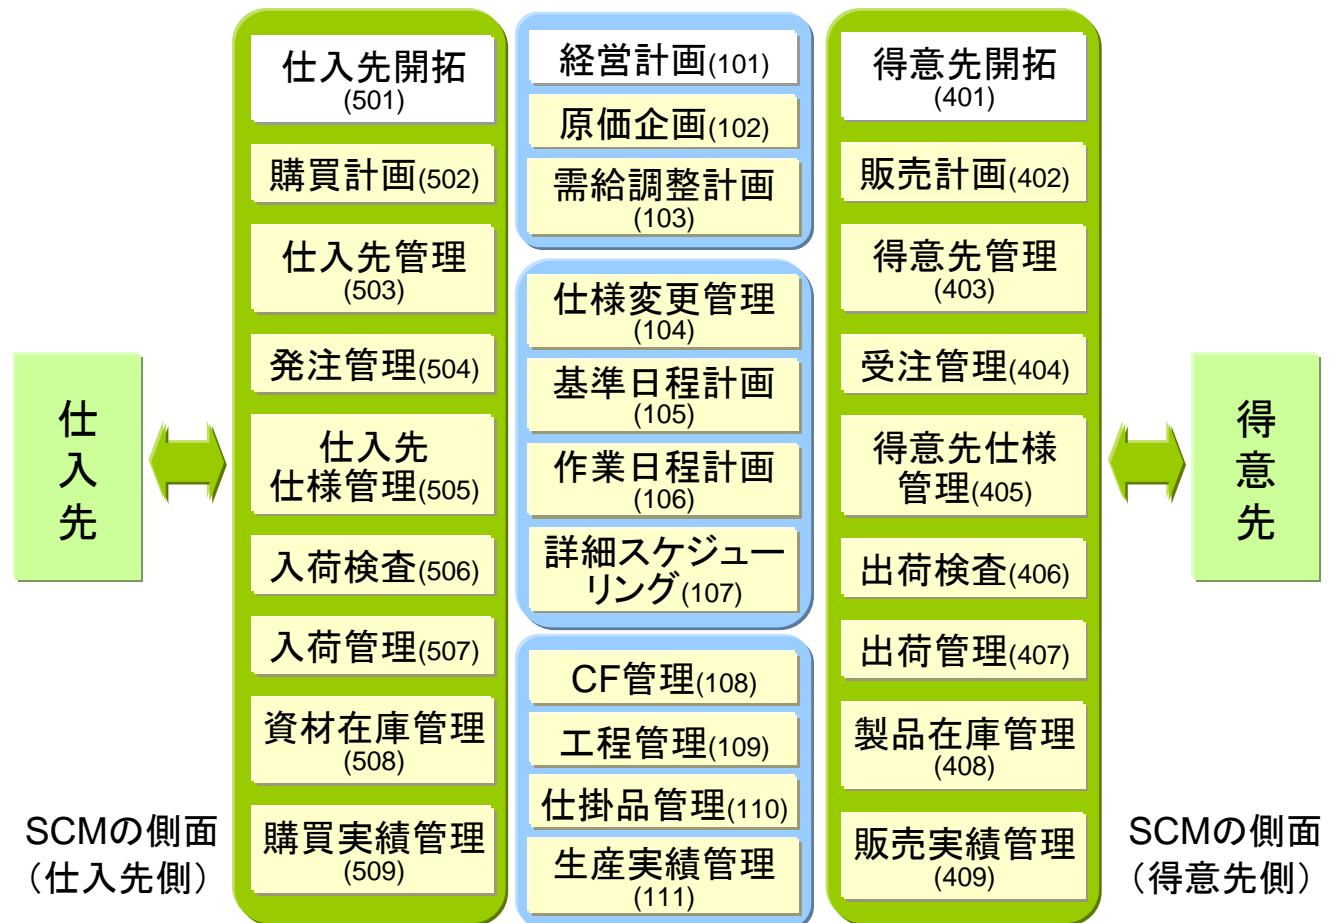 仕入先
仕入先開拓
(501)
購買計画(502)
仕入先管理
(503)
発注管理(504)
仕入先
仕様管理(505)
入荷検査(506)
入荷管理(507)
資材在庫管理
(508)
購買実績管理
(509)
SCMの側面
（仕入先側）
経営計画(101)
原価企画(102)
需給調整計画
(103)
仕様変更管理
(104)
基準日程計画
(105)
作業日程計画
(106)
詳細スケジュー
リング(107)
CF管理(108)
工程管理(109)
仕掛品管理(110)
生産実績管理
(111)
得意先開拓
(401)
販売計画(402)
得意先管理
(403)
受注管理(404)
得意先仕様
管理(405)
出荷検査(406)
出荷管理(407)
製品在庫管理
(408)
販売実績管理
(409)
得意先
SCMの側面
（得意先側）